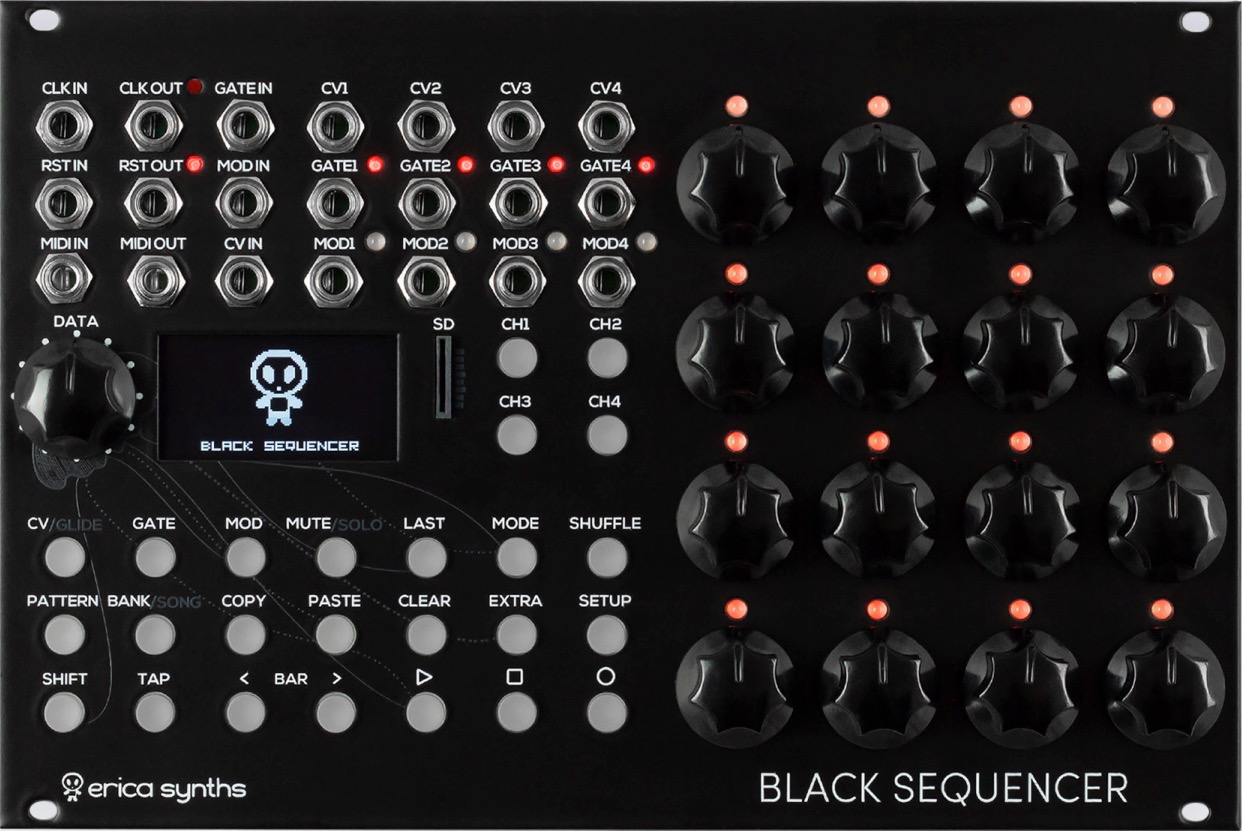 CLK IN CLK OUT GATE IN CV1 CV2 CV3 CV4
RST IN RST OUT MOD IN GATE1 GATE2 GATE3 GATE4
MIDI IN MIDI OUT CV IN MOD1 MOD2 MOD3 MOD4
DATA SD CH1 CH2
CH3 CH4
BLACK SEQUENCER
CV/GLIDE GATE MOD MUTE/SOLO LAST MODE SHUFFLE
PATTERN BANK/SONG COPY PASTE CLEAR EXTRA SETUP
SHIFT TAP < BAR >
erica synths BLACK SEQUENCER